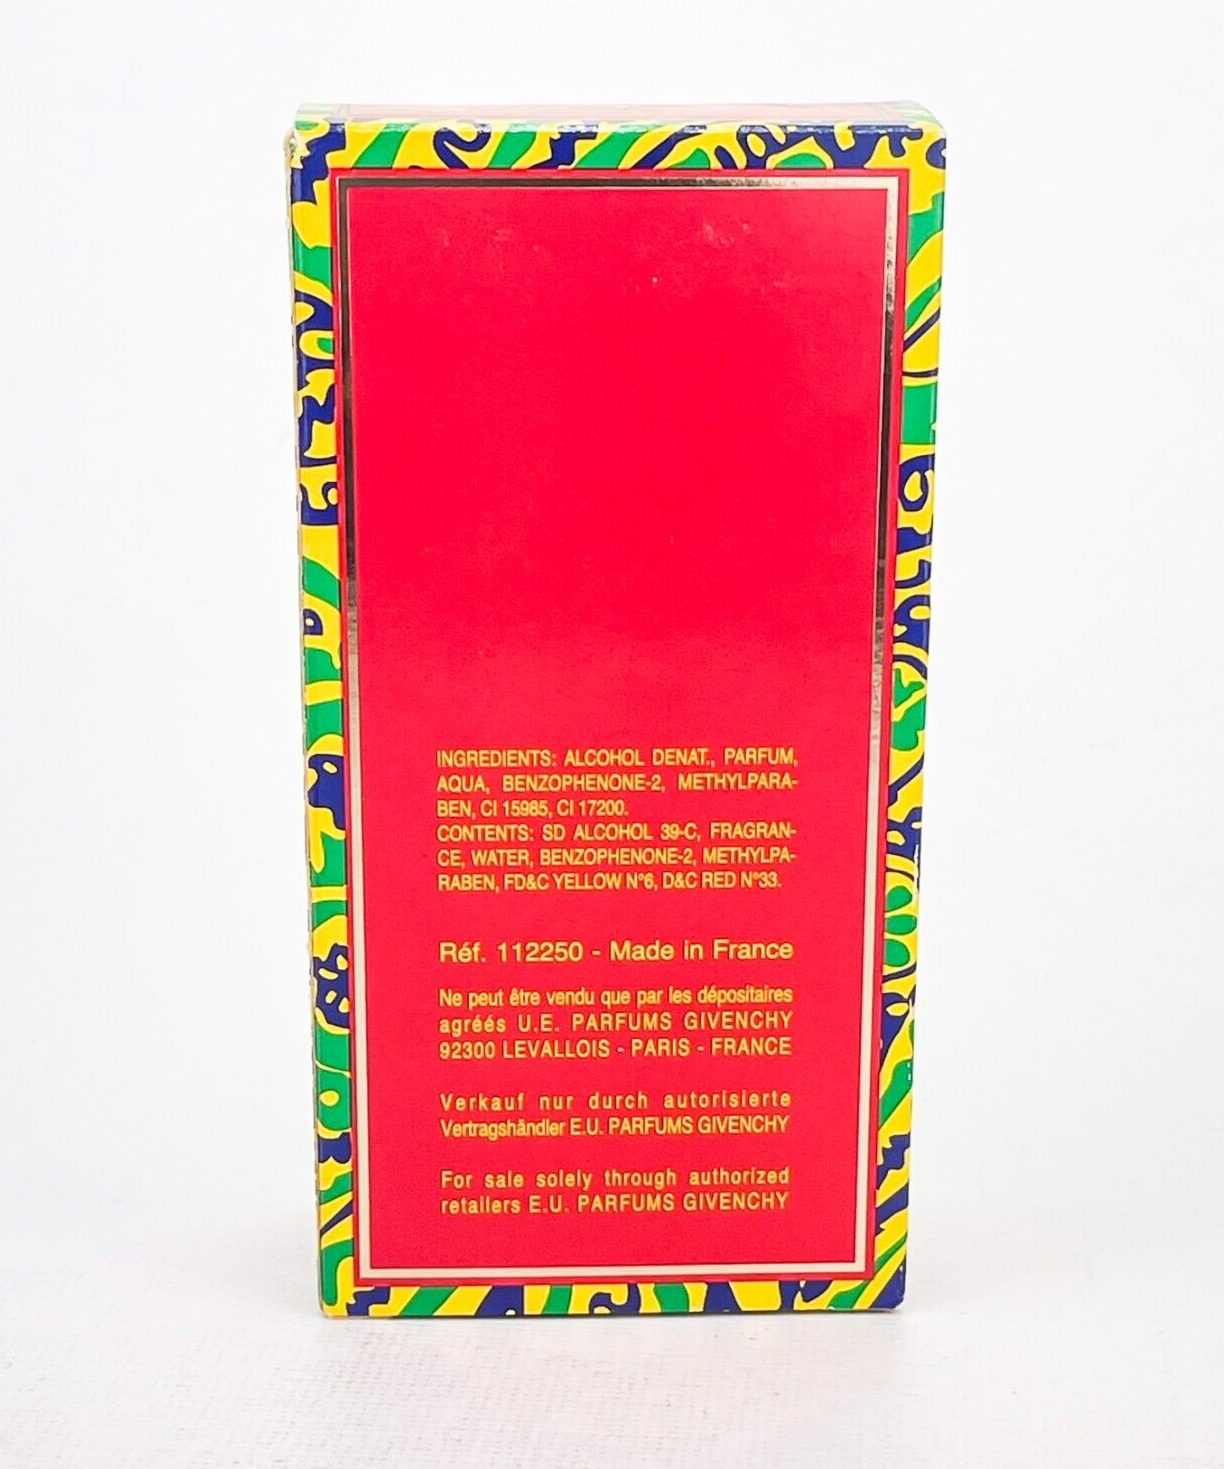 INGREDIENTS: ALCOHOL DENAT., PARFUM,
AQUA, BENZOPHENONE-2, METHYLPARA-
BEN, CI 15985, CI 17200.
CONTENTS: SD ALCOHOL 39-C, FRAGRAN-
CE, WATER, BENZOPHENONE-2, METHYLPA-
RABEN, FD&C YELLOW N°6, D&C RED N°33.
Réf. 112250 - Made in France
Ne peut être vendu que par les dépositaires
agréés U.E. PARFUMS GIVENCHY
92300 LEVALLOIS - PARIS - FRANCE
Verkauf nur durch autorisierte
Vertragshändler E.U. PARFUMS GIVENCHY
For sale solely through authorized
retailers E.U. PARFUMS GIVENCHY